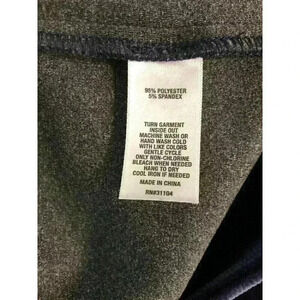 95% POLYESTER
5% SPANDEX
TURN GARMENT
INSIDE OUT
MACHINE WASH OR
HAND WASH COLD
WITH LIKE COLORS
GENTLE CYCLE
ONLY NON-CHLORINE
BLEACH WHEN NEEDED
HANG TO DRY
COOL IRON IF NEEDED
MADE IN CHINA
RN#31104